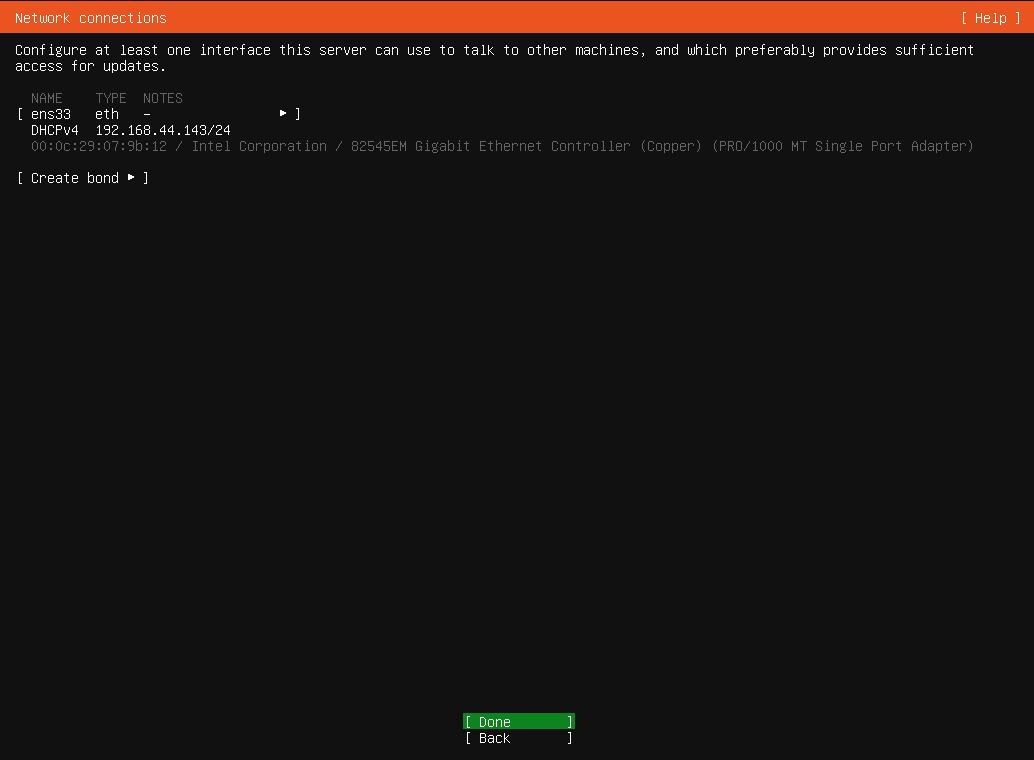 Network connections [ Help ]
Configure at least one interface this server can use to talk to other machines, and which preferably provides sufficient
access for updates.
NAME TYPE NOTES
[ ens33 eth – ▸ ]
DHCPv4 192.168.44.143/24
00:0c:29:07:9b:12 / Intel Corporation / 82545EM Gigabit Ethernet Controller (Copper) (PRO/1000 MT Single Port Adapter)
[ Create bond ▸ ]
[ Done ]
[ Back ]